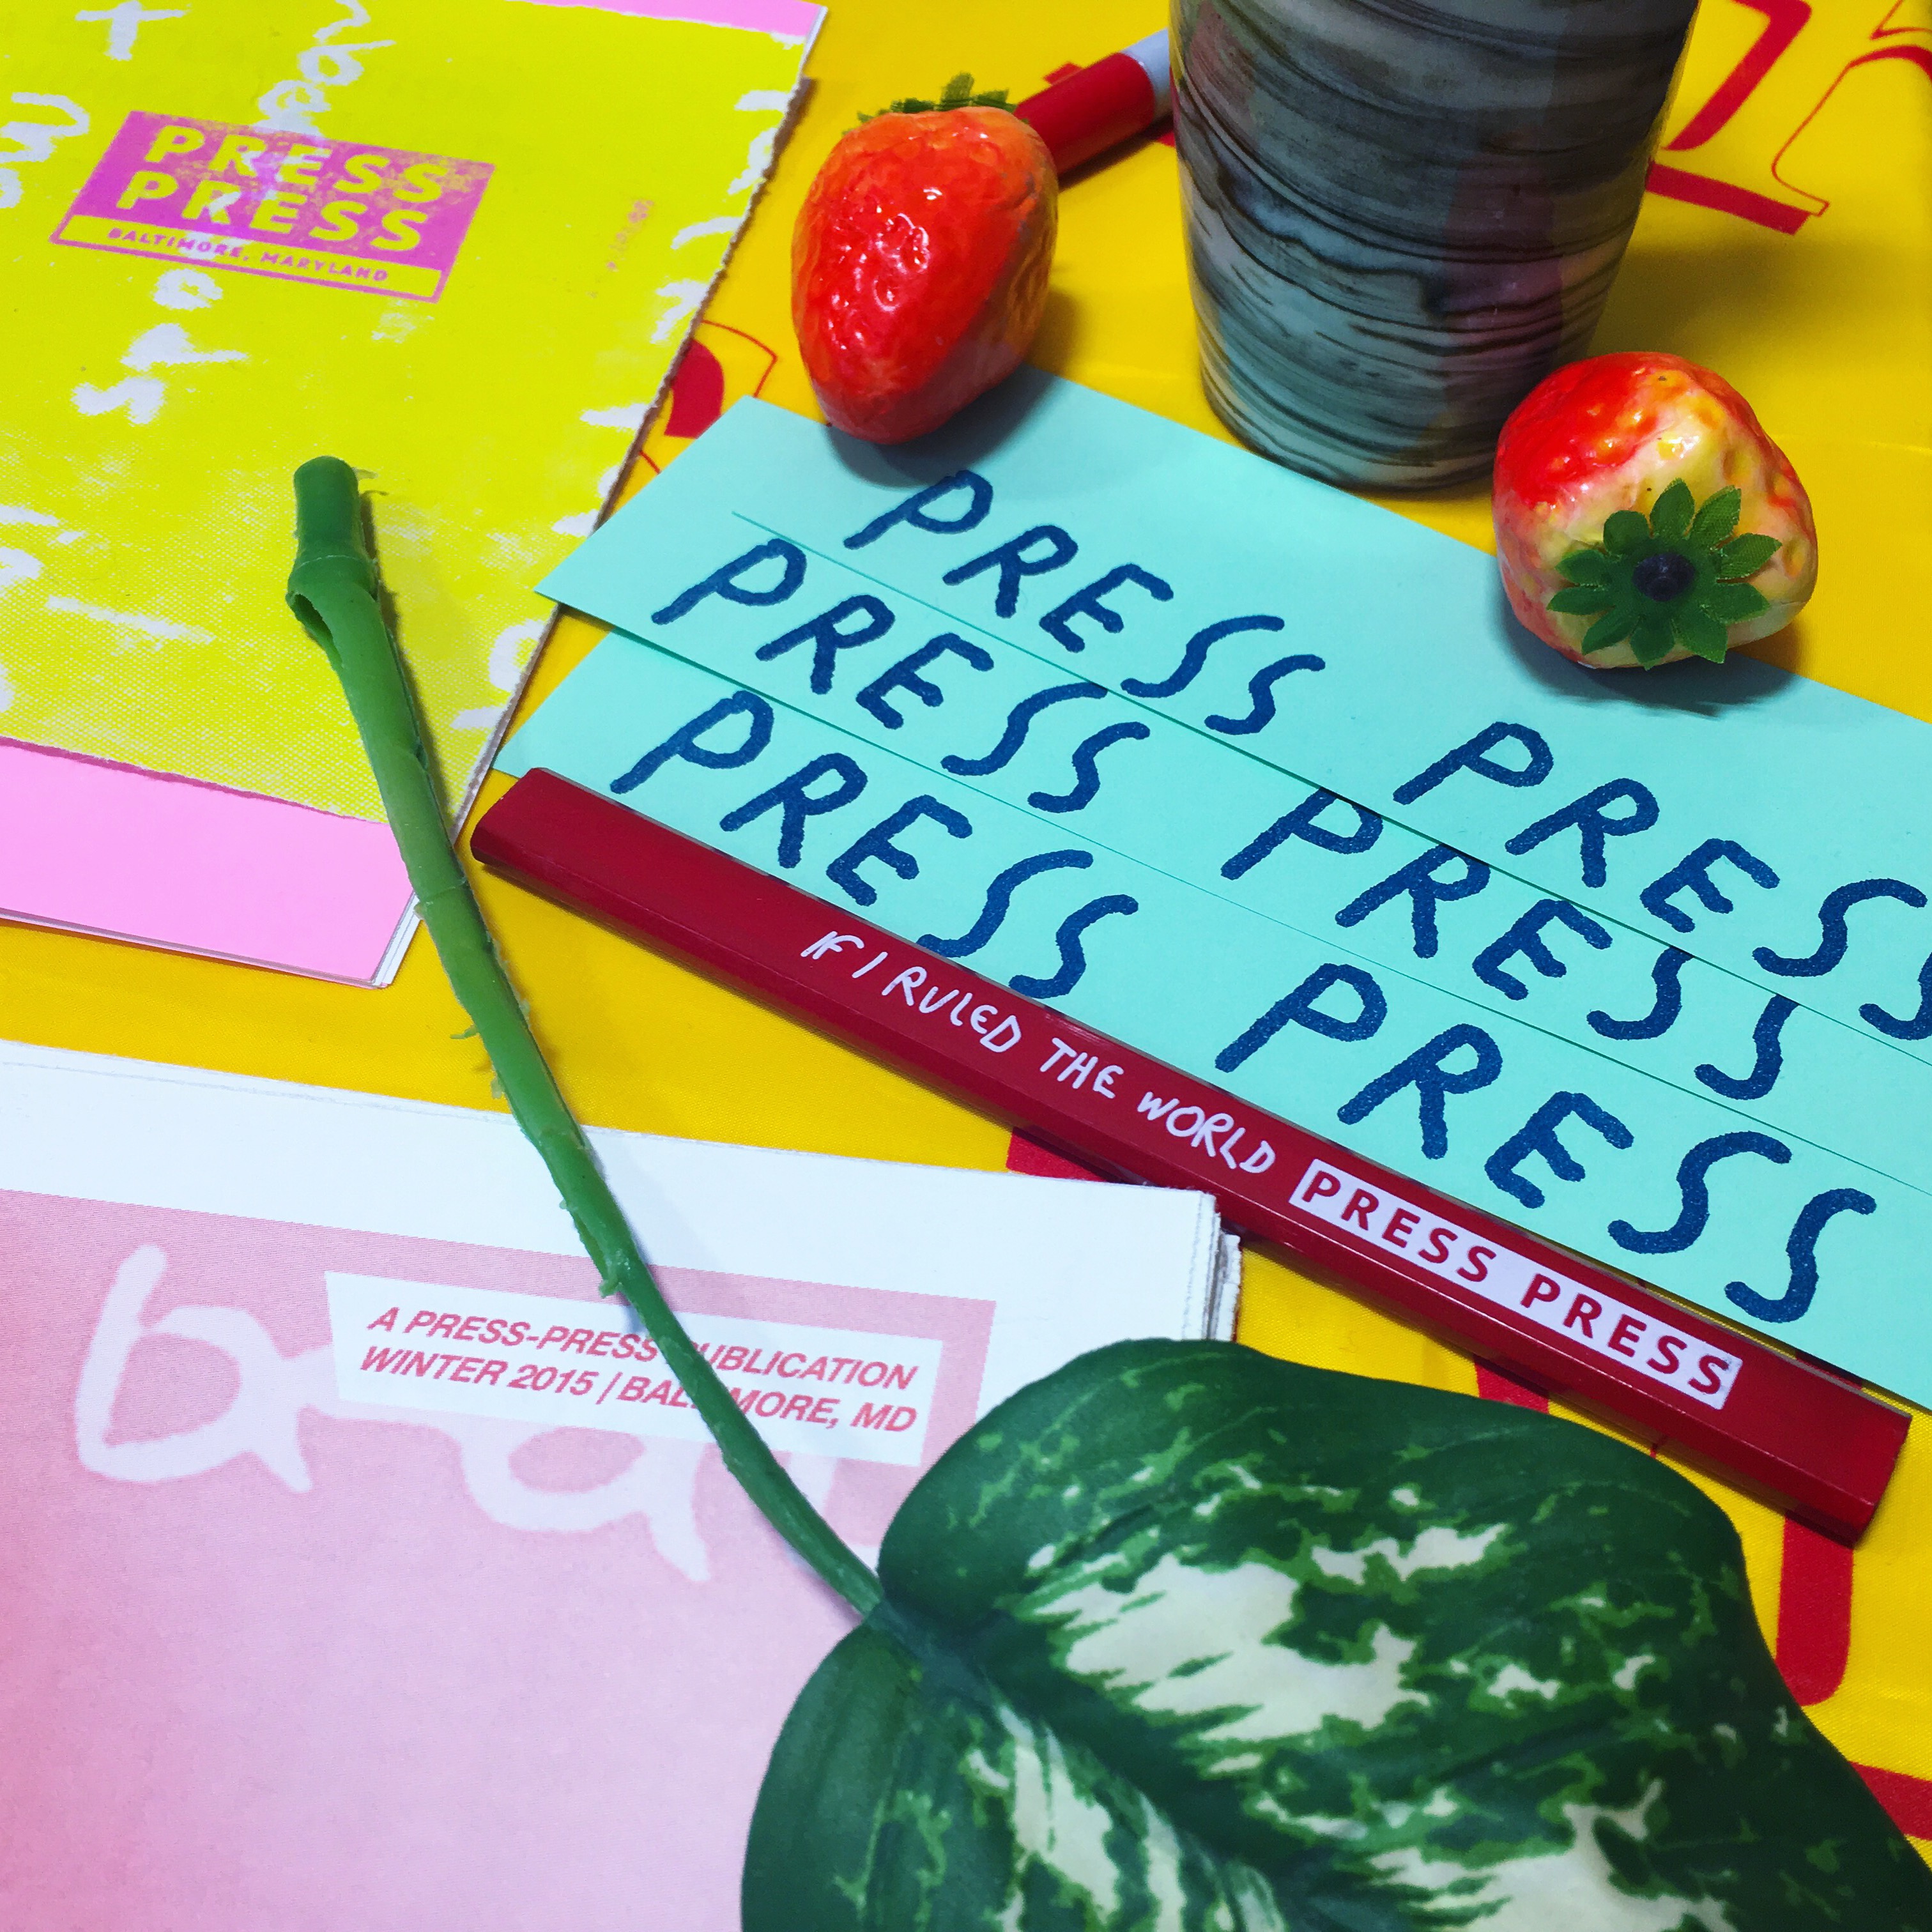 PRESS
PRESS
BALTIMORE, MARYLAND
PRESS PRESS
PRESS PRESS
PRESS PRESS
IF I RULED THE WORLD PRESS PRESS
A PRESS-PRESS PUBLICATION
WINTER 2015 | BALTIMORE, MD